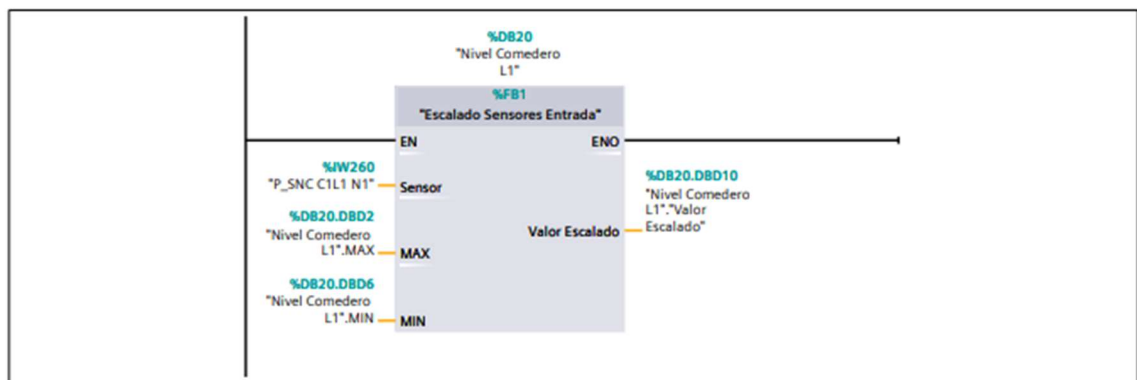 %DB20
"Nivel Comedero
L1"
%FB1
"Escalado Sensores Entrada"
EN
ENO
%IW260
"P_SNC C1L1 N1"
Sensor
%DB20.DBD10
"Nivel Comedero
L1"."Valor
Escalado"
Valor Escalado
%DB20.DBD2
"Nivel Comedero
L1".MAX
MAX
%DB20.DBD6
"Nivel Comedero
L1".MIN
MIN